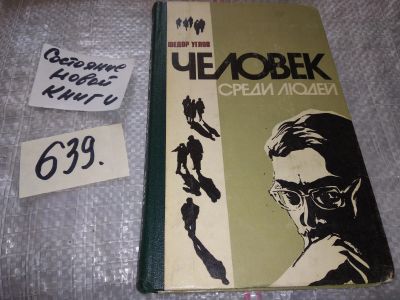 Состояние
новой
книги
639.
ФЕДОР УГЛОВ
ЧЕЛОВЕК
СРЕДИ ЛЮДЕЙ